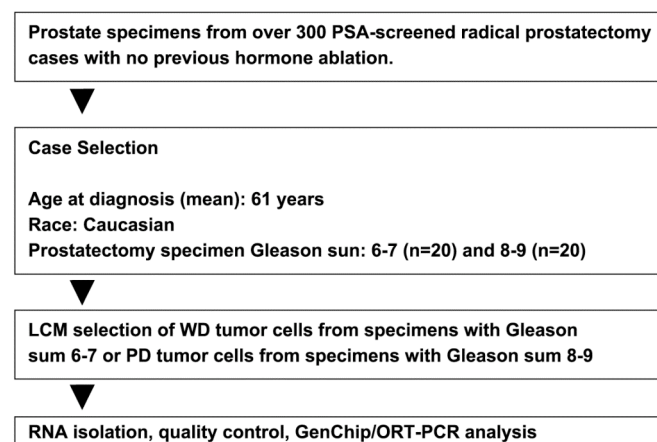 Prostate specimens from over 300 PSA-screened radical prostatectomy
cases with no previous hormone ablation.
Case Selection
Age at diagnosis (mean): 61 years
Race: Caucasian
Prostatectomy specimen Gleason sun: 6-7 (n=20) and 8-9 (n=20)
LCM selection of WD tumor cells from specimens with Gleason
sum 6-7 or PD tumor cells from specimens with Gleason sum 8-9
RNA isolation, quality control, GenChip/ORT-PCR analysis